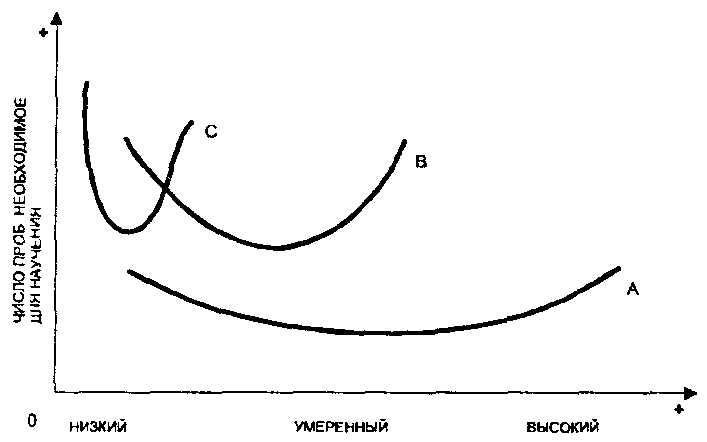 +
ЧИСЛО ПРОБ НЕОБХОДИМОЕ
ДЛЯ НАУЧЕНИЯ
C
B
A
+
0
НИЗКИЙ УМЕРЕННЫЙ ВЫСОКИЙ